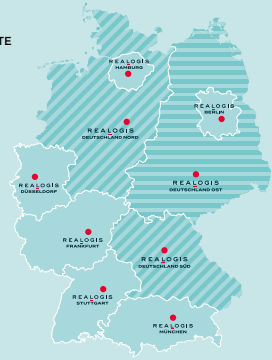 TE
REALOGIS
HAMBURG
REALOGIS
BERLIN
REALOGIS
DEUTSCHLAND NORD
REALOGIS
DÜSSELDORF
REALOGIS
DEUTSCHLAND OST
REALOGIS
FRANKFURT
REALOGIS
DEUTSCHLAND SÜD
REALOGIS
STUTTGART
REALOGIS
MÜNCHEN